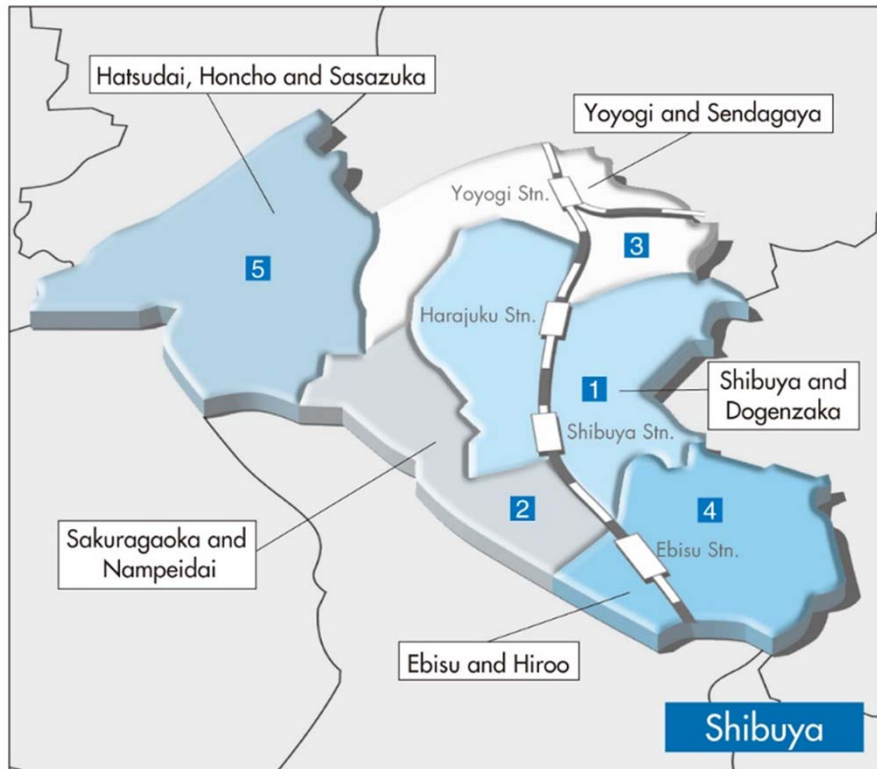 Hatsudai, Honcho and Sasazuka
Yoyogi and Sendagaya
Yoyogi Stn.
3
5
Harajuku Stn.
1
Shibuya and
Dogenzaka
Shibuya Stn.
2
4
Sakuragaoka and
Nampeidai
Ebisu Stn.
Ebisu and Hiroo
Shibuya